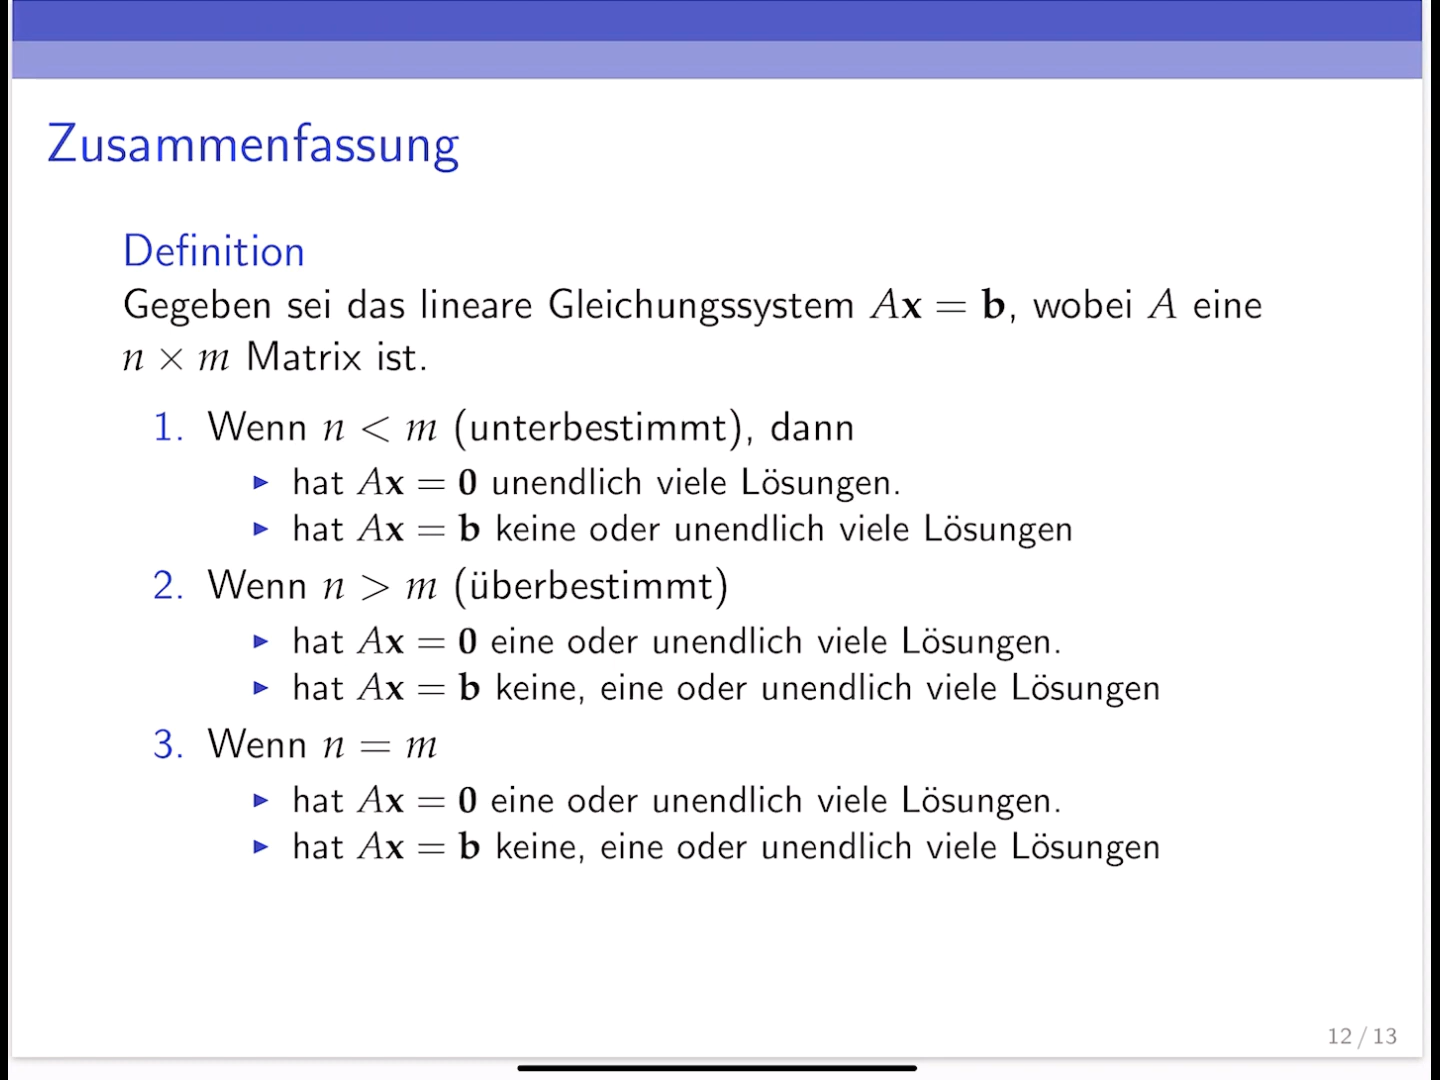 Zusammenfassung
Definition
Gegeben sei das lineare Gleichungssystem Ax = b, wobei A eine
n × m Matrix ist.
1. Wenn n < m (unterbestimmt), dann
▶ hat Ax = 0 unendlich viele Lösungen.
▶ hat Ax = b keine oder unendlich viele Lösungen
2. Wenn n > m (überbestimmt)
▶ hat Ax = 0 eine oder unendlich viele Lösungen.
▶ hat Ax = b keine, eine oder unendlich viele Lösungen
3. Wenn n = m
▶ hat Ax = 0 eine oder unendlich viele Lösungen.
▶ hat Ax = b keine, eine oder unendlich viele Lösungen
12 / 13